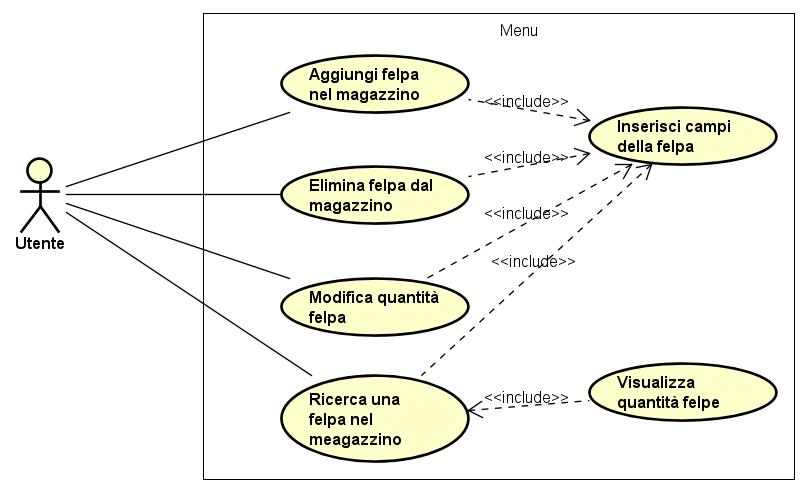 Menu
Aggiungi felpa
nel magazzino
<<include>>
Inserisci campi
della felpa
<<include>>
Elimina felpa dal
magazzino
<<include>>
Utente
<<include>>
Modifica quantità
felpa
Visualizza
quantità felpe
<<include>>
Ricerca una
felpa nel
meagazzino